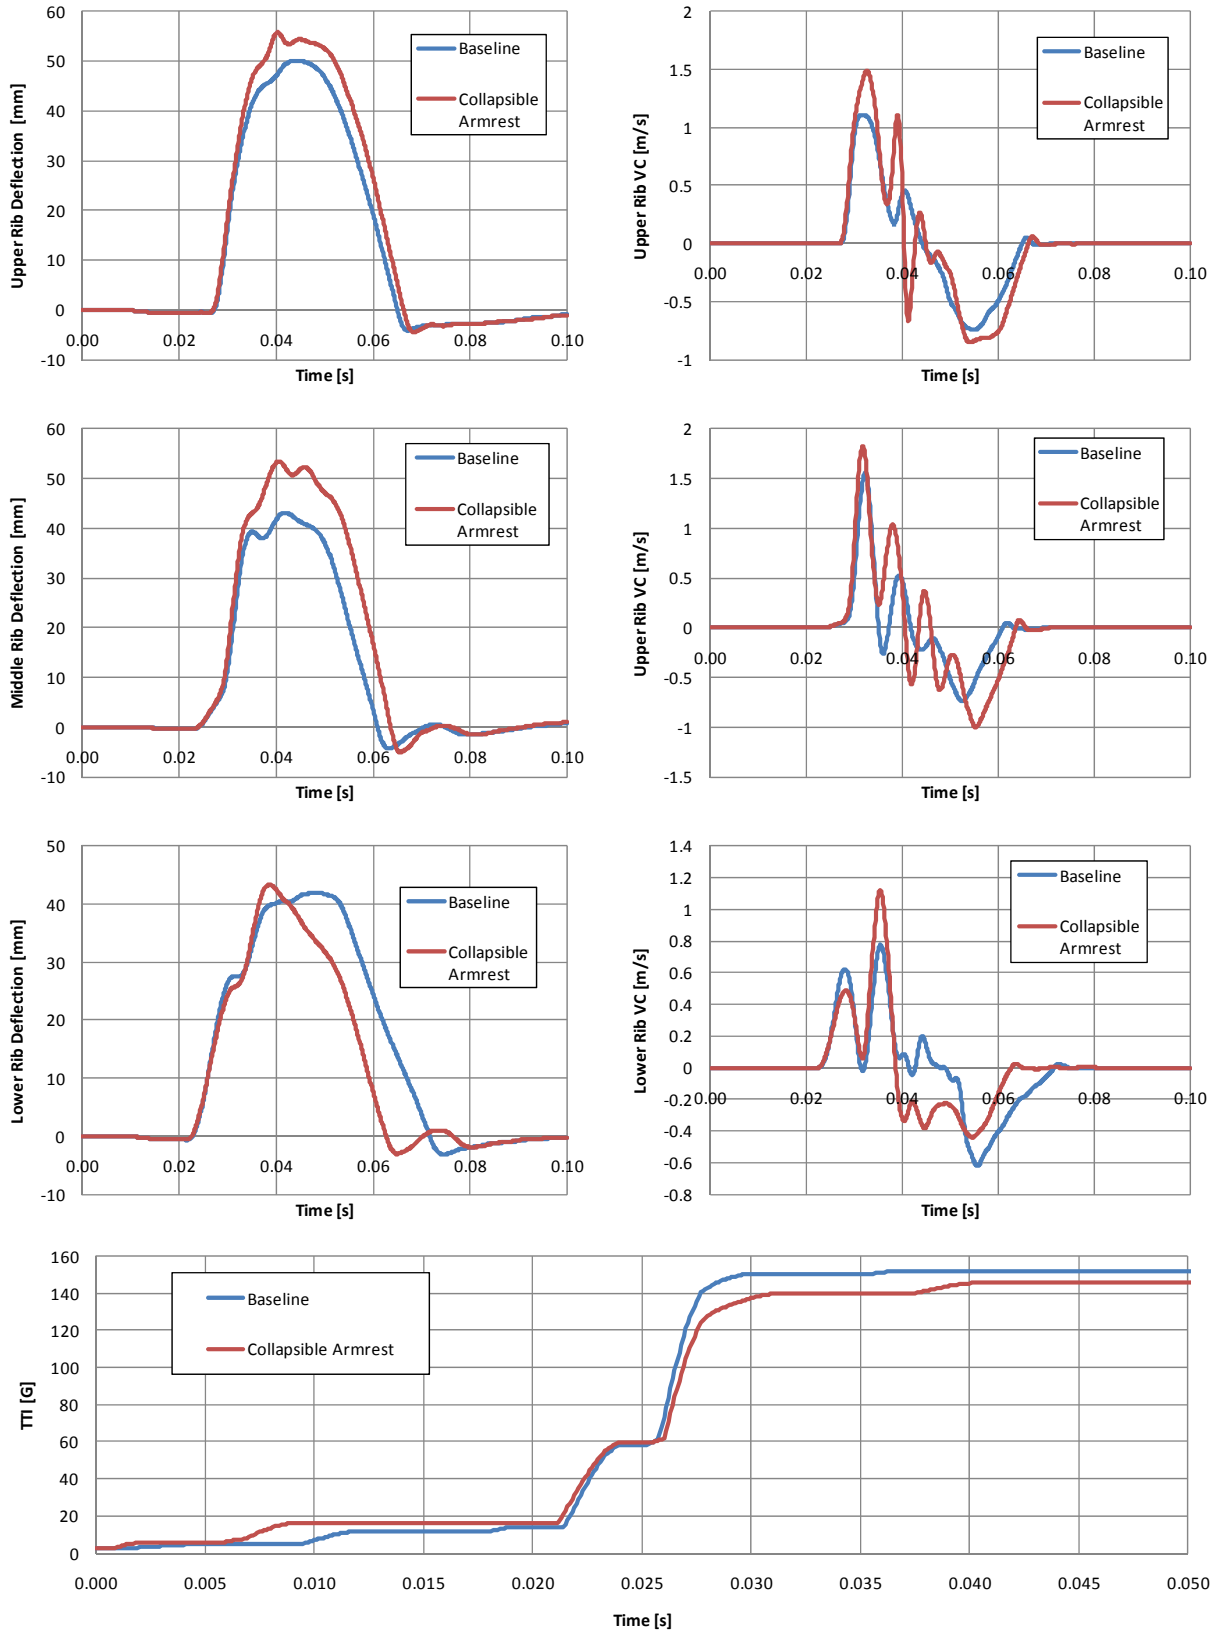 60
50
40
30
20
10
0
-10
0.00 0.02 0.04 0.06 0.08 0.10
Upper Rib Deflection [mm]
Time [s]
Baseline
Collapsible
Armrest
2
1.5
1
0.5
0
-0.5
-1
0.00 0.02 0.04 0.06 0.08 0.10
Upper Rib VC [m/s]
Time [s]
Baseline
Collapsible
Armrest
60
50
40
30
20
10
0
-10
0.00 0.02 0.04 0.06 0.08 0.10
Middle Rib Deflection [mm]
Time [s]
Baseline
Collapsible
Armrest
2
1.5
1
0.5
0
-0.5
-1
-1.5
0.00 0.02 0.04 0.06 0.08 0.10
Upper Rib VC [m/s]
Time [s]
Baseline
Collapsible
Armrest
50
40
30
20
10
0
-10
0.00 0.02 0.04 0.06 0.08 0.10
Lower Rib Deflection [mm]
Time [s]
Baseline
Collapsible
Armrest
1.4
1.2
1
0.8
0.6
0.4
0.2
0
-0.2
-0.4
-0.6
-0.8
0.00 0.02 0.04 0.06 0.08 0.10
Lower Rib VC [m/s]
Time [s]
Baseline
Collapsible
Armrest
160
140
120
100
80
60
40
20
0
0.000 0.005 0.010 0.015 0.020 0.025 0.030 0.035 0.040 0.045 0.050
TTI [G]
Time [s]
Baseline
Collapsible Armrest